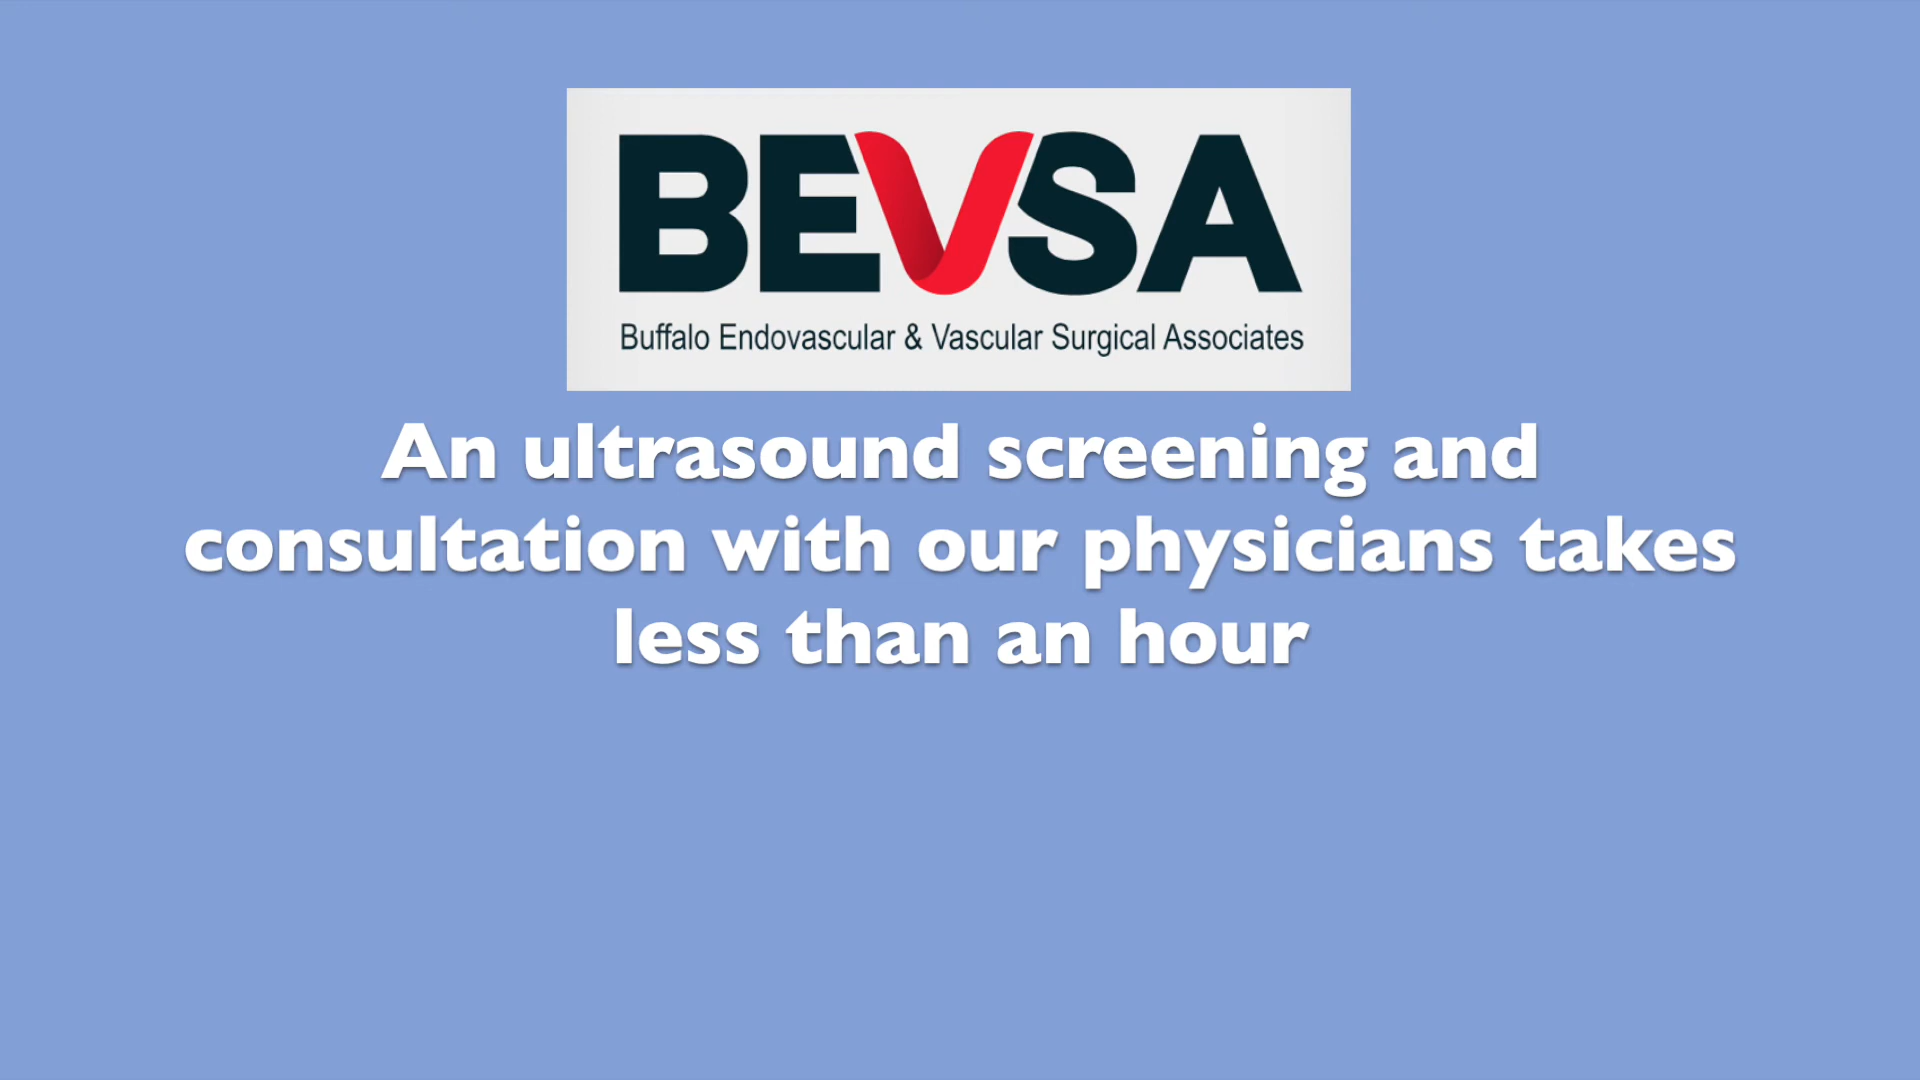 BEVSA
Buffalo Endovascular & Vascular Surgical Associates
An ultrasound screening and
consultation with our physicians takes
less than an hour